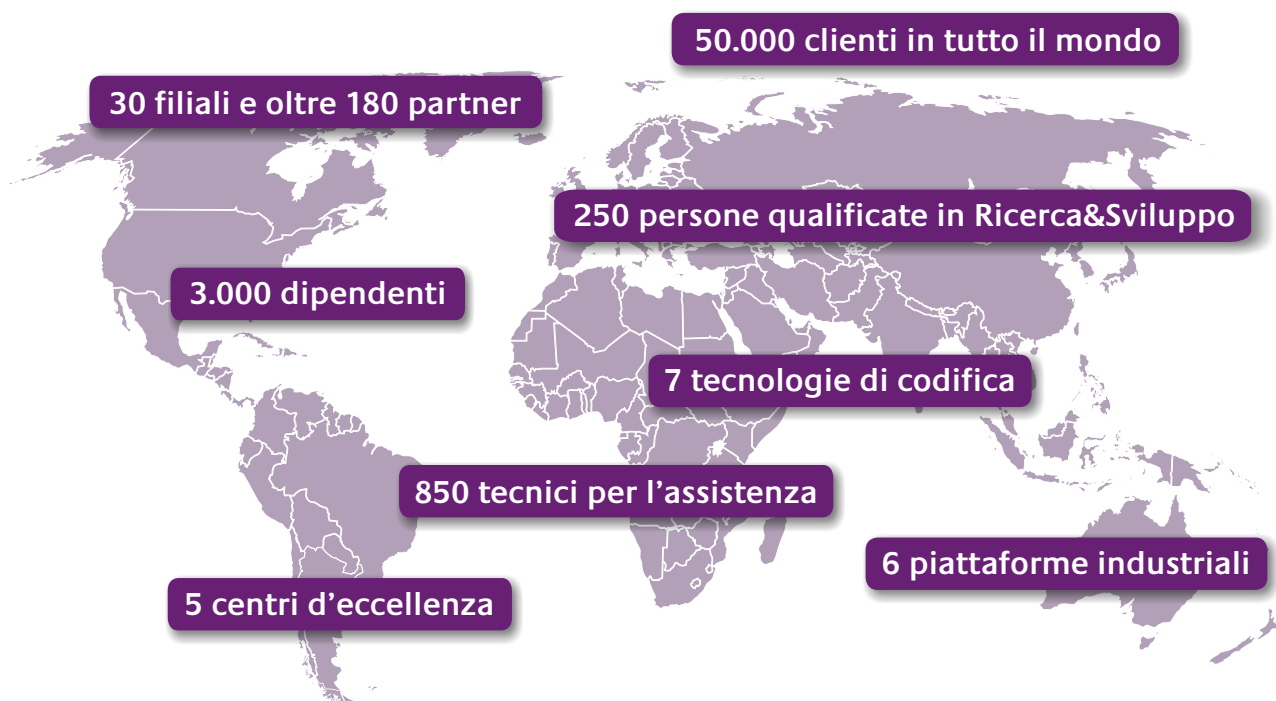 50.000 clienti in tutto il mondo
30 filiali e oltre 180 partner
250 persone qualificate in Ricerca&Sviluppo
3.000 dipendenti
7 tecnologie di codifica
850 tecnici per l’assistenza
6 piattaforme industriali
5 centri d’eccellenza